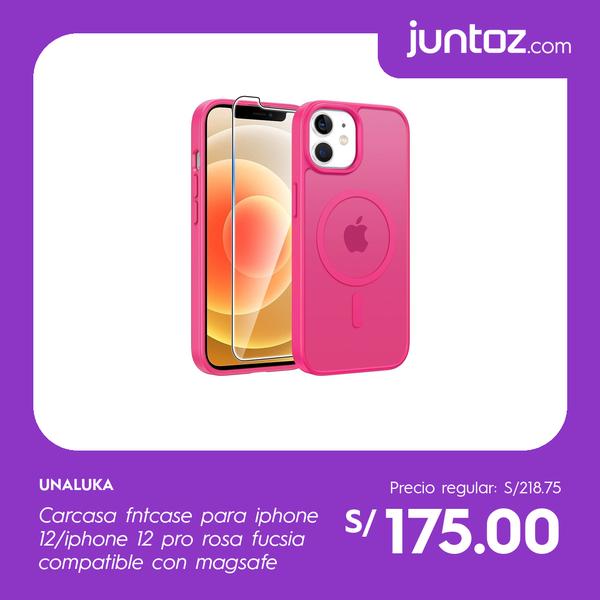 juntoz.com
UNALUKA
Carcasa fntcase para iphone
12/iphone 12 pro rosa fucsia
compatible con magsafe
Precio regular: S/218.75
S/ 175.00